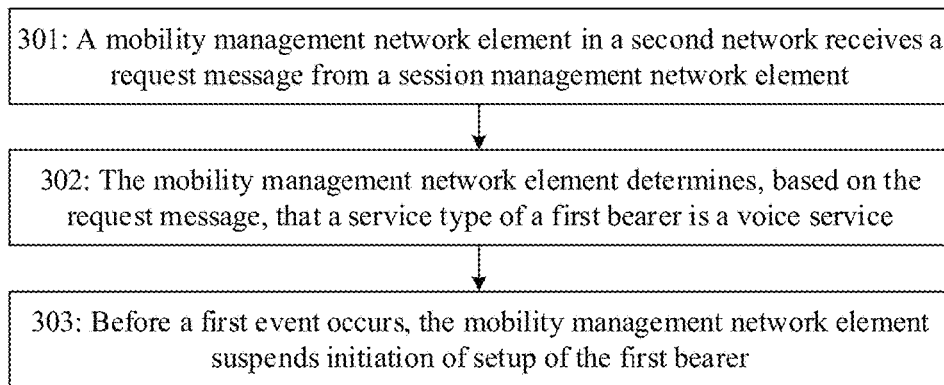 301: A mobility management network element in a second network receives a
request message from a session management network element
302: The mobility management network element determines, based on the
request message, that a service type of a first bearer is a voice service
303: Before a first event occurs, the mobility management network element
suspends initiation of setup of the first bearer